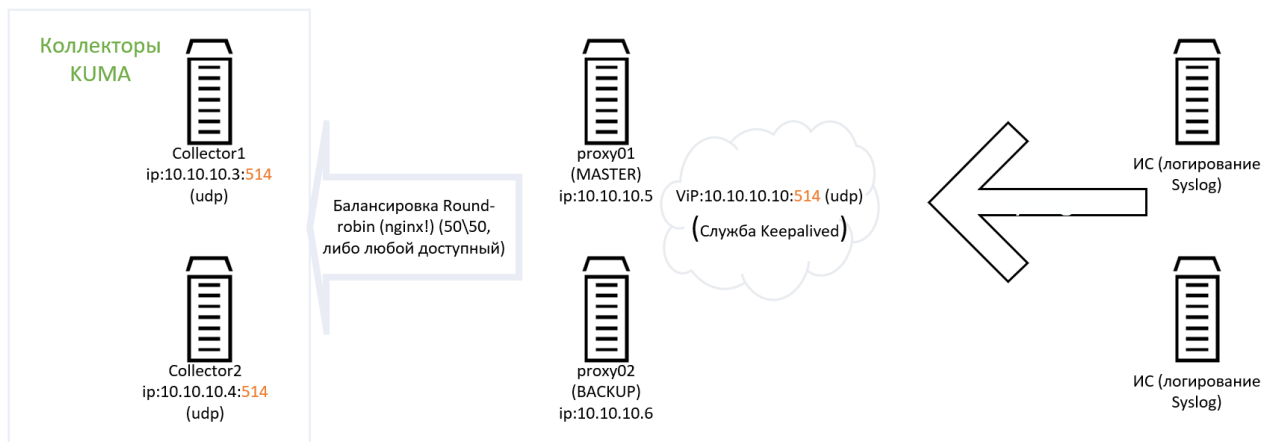 Коллекторы
KUMA
Collector1
ip:10.10.10.3:514
(udp)
Collector2
ip:10.10.10.4:514
(udp)
Балансировка Round-
robin (nginx!) (50\50,
либо любой доступный)
proxy01
(MASTER)
ip:10.10.10.5
proxy02
(BACKUP)
ip:10.10.10.6
ViP:10.10.10.10:514 (udp)
(Служба Keepalived)
ИС (логирование
Syslog)
ИС (логирование
Syslog)